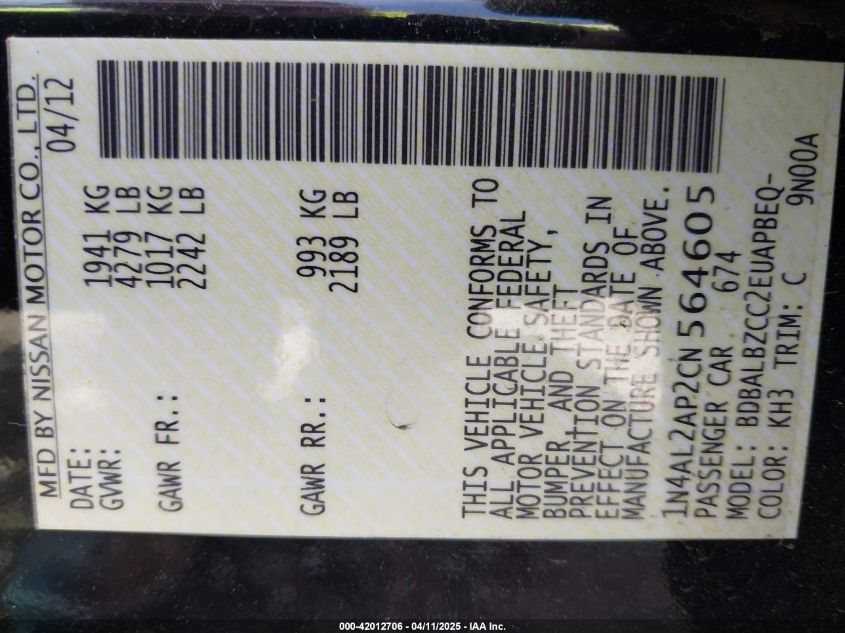 MFD BY NISSAN MOTOR CO., LTD.
DATE: 04/12
GVWR: 1941 KG
4279 LB
GAWR FR.: 1017 KG
2242 LB
GAWR RR.: 993 KG
2189 LB
THIS VEHICLE CONFORMS TO
ALL APPLICABLE FEDERAL
MOTOR VEHICLE SAFETY,
BUMPER, AND THEFT
PREVENTION STANDARDS IN
EFFECT ON THE DATE OF
MANUFACTURE SHOWN ABOVE.
1N4AL2AP2CN564605
PASSENGER CAR 674
MODEL: BDBALBZCC2EUAPBEQ-
COLOR: KH3 TRIM: C 9N00A
000-42012706 - 04/11/2025 - IAA Inc.